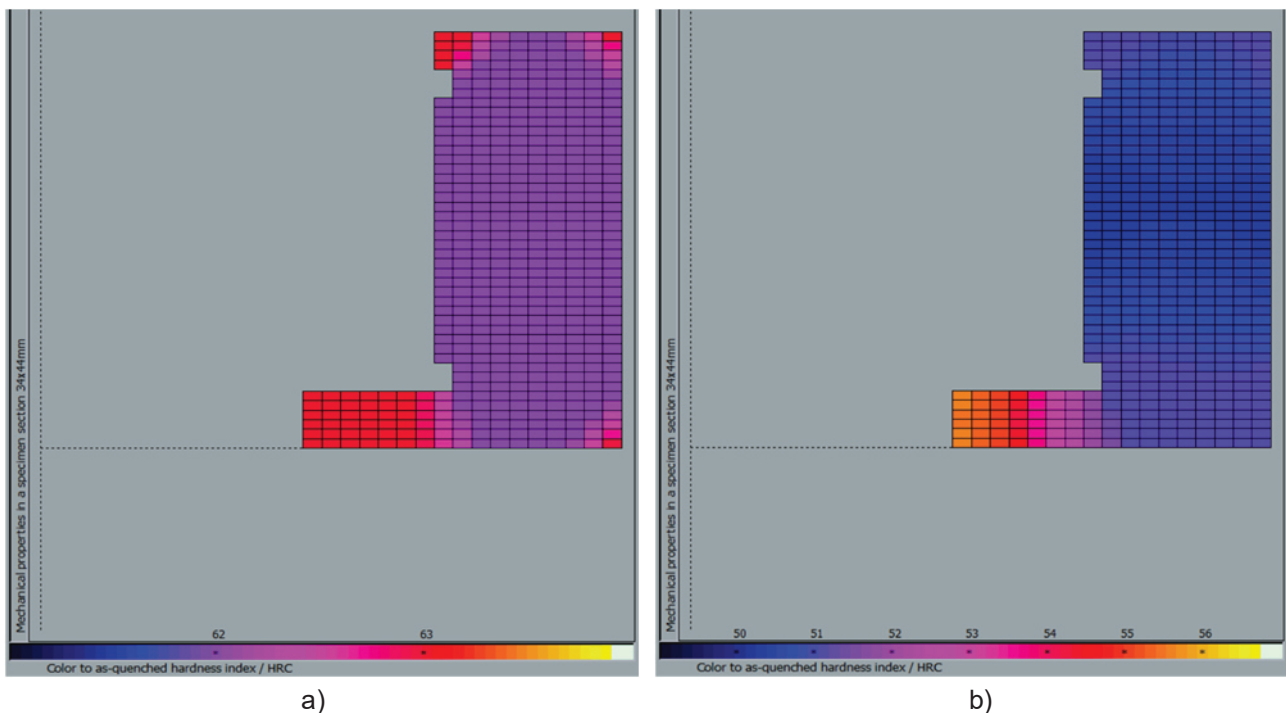 Mechanical properties in a specimen section 34x44mm
62 63
Color to as-quenched hardness index / HRC
a)
Mechanical properties in a specimen section 34x44mm
50 51 52 53 54 55 56
Color to as-quenched hardness index / HRC
b)